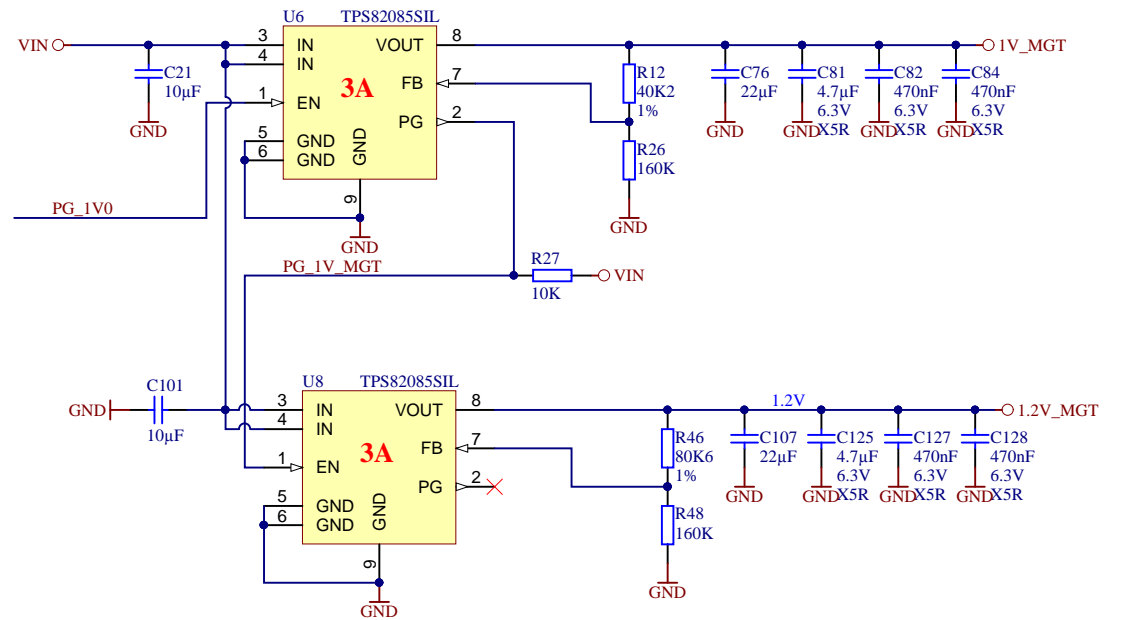 U6 TPS82085SIL
VIN
3 IN VOUT 8
1V_MGT
4 IN
C21
10µF
GND
7 FB
3A
1 EN
PG 2
5 GND
6 GND
GND
9
GND
R12
40K2
1%
R26
160K
GND
C76
22µF
GND
C81
4.7µF
6.3V
X5R
GND
C82
470nF
6.3V
X5R
GND
C84
470nF
6.3V
X5R
GND
PG_1V0
PG_1V_MGT
R27
10K
VIN
U8 TPS82085SIL
C101
10µF
GND
3 IN VOUT 8
1.2V
1.2V_MGT
4 IN
FB 7
3A
1 EN
PG 2
5 GND
6 GND
GND
9
GND
R46
80K6
1%
R48
160K
GND
C107
22µF
GND
C125
4.7µF
6.3V
X5R
GND
C127
470nF
6.3V
X5R
GND
C128
470nF
6.3V
X5R
GND